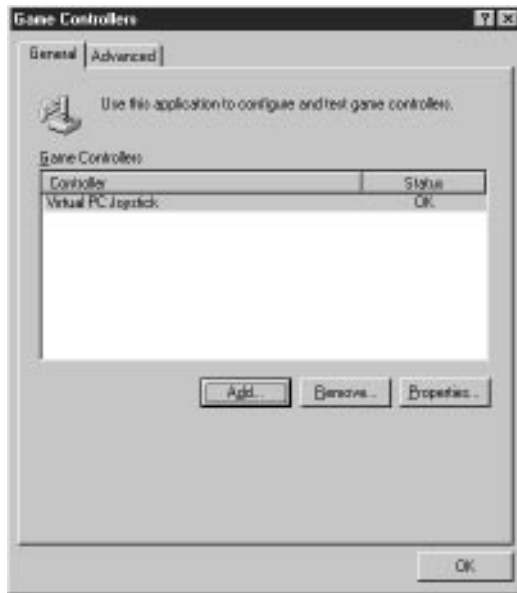 Game Controllers
General Advanced
Use this application to configure and test game controllers.
Game Controllers
Controller Status
Virtual PC Joystick OK
Add... Remove... Properties...
OK